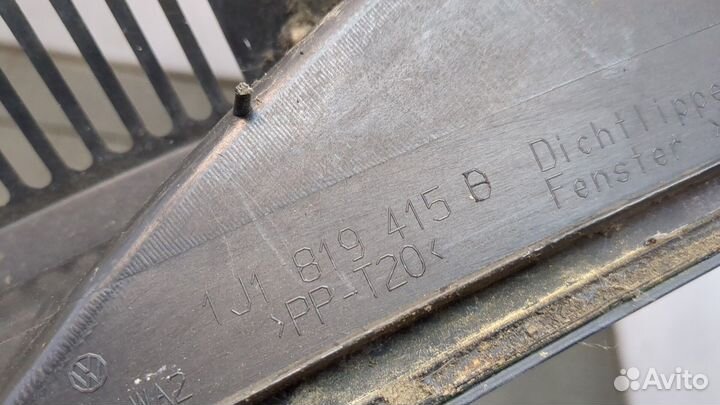 1J1 819 415 B
>PP-T20<
Dichtlippe
Fenster
WA2
Avito